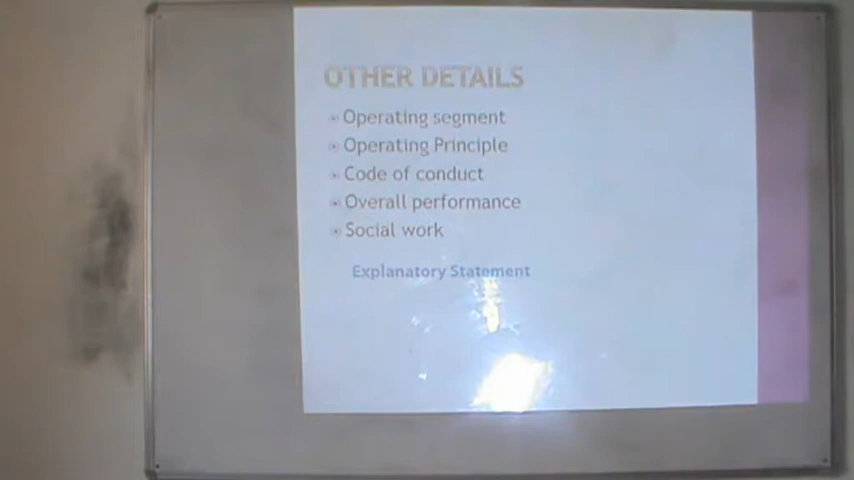 OTHER DETAILS
Operating segment
Operating Principle
Code of conduct
Overall performance
Social work
Explanatory Statement